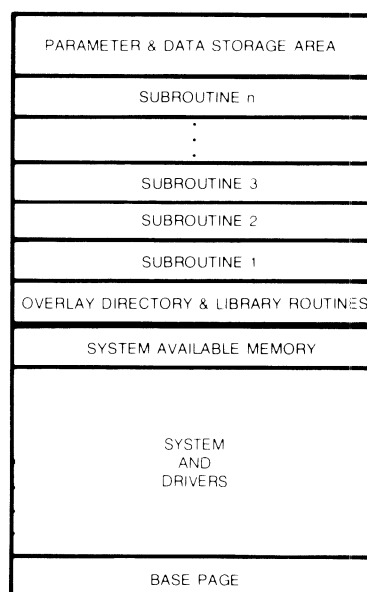 PARAMETER & DATA STORAGE AREA
SUBROUTINE n
.
.
.
SUBROUTINE 3
SUBROUTINE 2
SUBROUTINE 1
OVERLAY DIRECTORY & LIBRARY ROUTINES
SYSTEM AVAILABLE MEMORY
SYSTEM
AND
DRIVERS
BASE PAGE